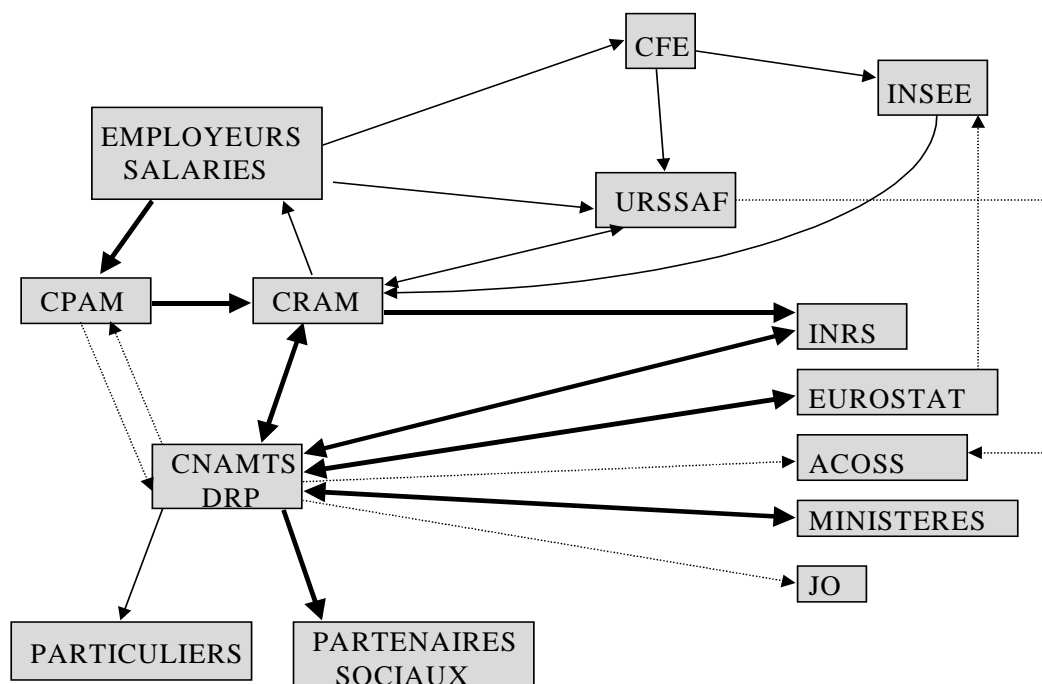 CFE
INSEE
EMPLOYEURS
SALARIES
URSSAF
CPAM
CRAM
INRS
EUROSTAT
CNAMTS
DRP
ACOSS
MINISTERES
JO
PARTICULIERS
PARTENAIRES
SOCIAUX